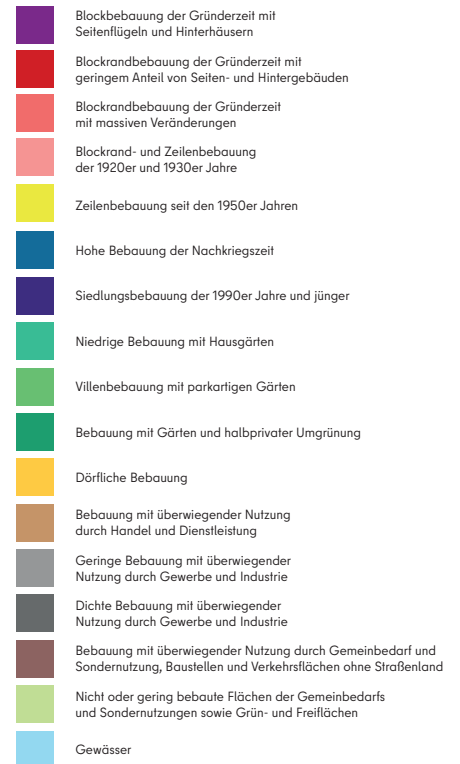 Blockbebauung der Gründerzeit mit
Seitenflügeln und Hinterhäusern
Blockrandbebauung der Gründerzeit mit
geringem Anteil von Seiten- und Hintergebäuden
Blockrandbebauung der Gründerzeit
mit massiven Veränderungen
Blockrand- und Zeilenbebauung
der 1920er und 1930er Jahre
Zeilenbebauung seit den 1950er Jahren
Hohe Bebauung der Nachkriegszeit
Siedlungsbebauung der 1990er Jahre und jünger
Niedrige Bebauung mit Hausgärten
Villenbebauung mit parkartigen Gärten
Bebauung mit Gärten und halbprivater Umgrünung
Dörfliche Bebauung
Bebauung mit überwiegender Nutzung
durch Handel und Dienstleistung
Geringe Bebauung mit überwiegender
Nutzung durch Gewerbe und Industrie
Dichte Bebauung mit überwiegender
Nutzung durch Gewerbe und Industrie
Bebauung mit überwiegender Nutzung durch Gemeinbedarf und
Sondernutzung, Baustellen und Verkehrsflächen ohne Straßenland
Nicht oder gering bebaute Flächen der Gemeinbedarfs
und Sondernutzungen sowie Grün- und Freiflächen
Gewässer